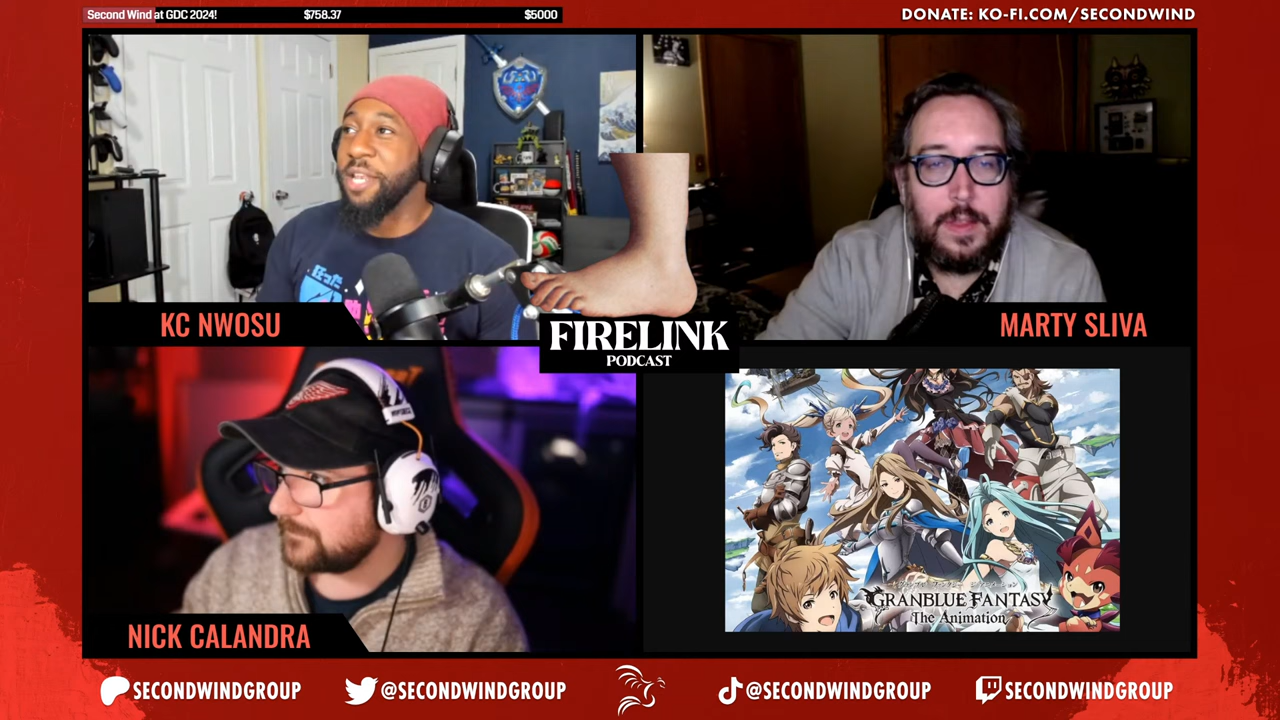 Second Wind at GDC 2024!
$758.37
$5000
DONATE: KO-FI.COM/SECONDWIND
KC NWOSU
MARTY SLIVA
FIRELINK
PODCAST
GRANBLUE FANTASY
The Animation
NICK CALANDRA
SECONDWINDGROUP
@SECONDWINDGROUP
@SECONDWINDGROUP
SECONDWINDGROUP